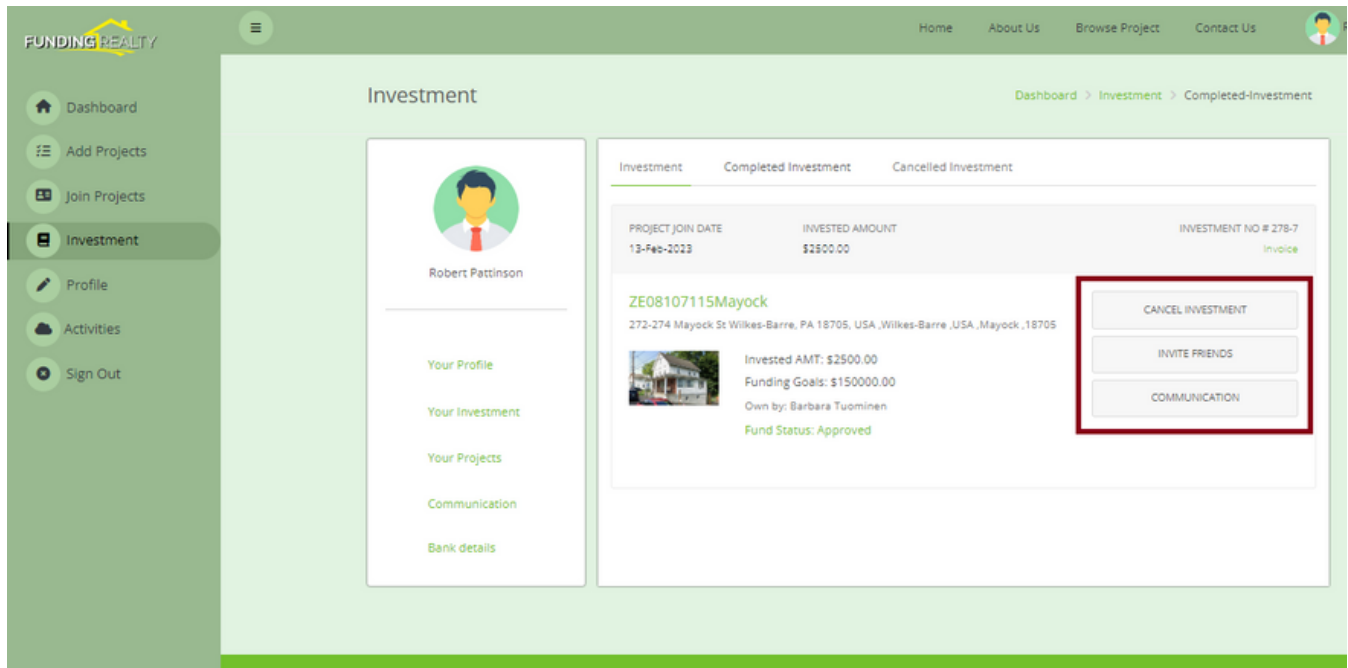 FUNDING REALTY
Home About Us Browse Project Contact Us
Dashboard
Add Projects
Join Projects
Investment
Profile
Activities
Sign Out
Investment
Dashboard > Investment > Completed-Investment
Robert Pattinson
Your Profile
Your Investment
Your Projects
Communication
Bank details
Investment Completed Investment Cancelled Investment
PROJECT JOIN DATE INVESTED AMOUNT INVESTMENT NO # 278-7
13-Feb-2023 $2500.00 Invoice
ZE08107115Mayock
272-274 Mayock St Wilkes-Barre, PA 18705, USA ,Wilkes-Barre ,USA ,Mayock ,18705
Invested AMT: $2500.00
Funding Goals: $150000.00
Own by: Barbara Tuominen
Fund Status: Approved
CANCEL INVESTMENT
INVITE FRIENDS
COMMUNICATION